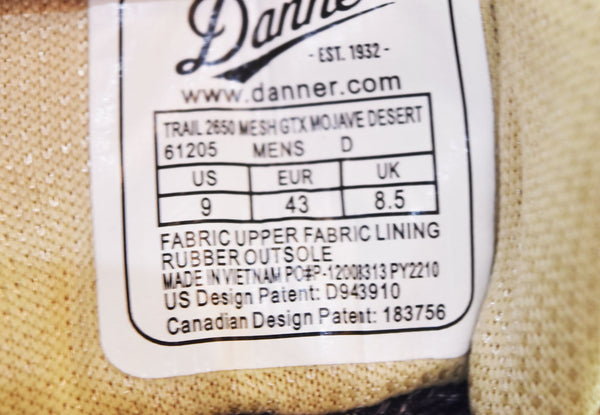 Danner
- EST. 1932 -
www.danner.com
TRAIL 2650 MESH GTX MOJAVE DESERT
61205 MENS D
US EUR UK
9 43 8.5
FABRIC UPPER FABRIC LINING
RUBBER OUTSOLE
MADE IN VIETNAM PO#P-12008313 PY2210
US Design Patent: D943910
Canadian Design Patent: 183756